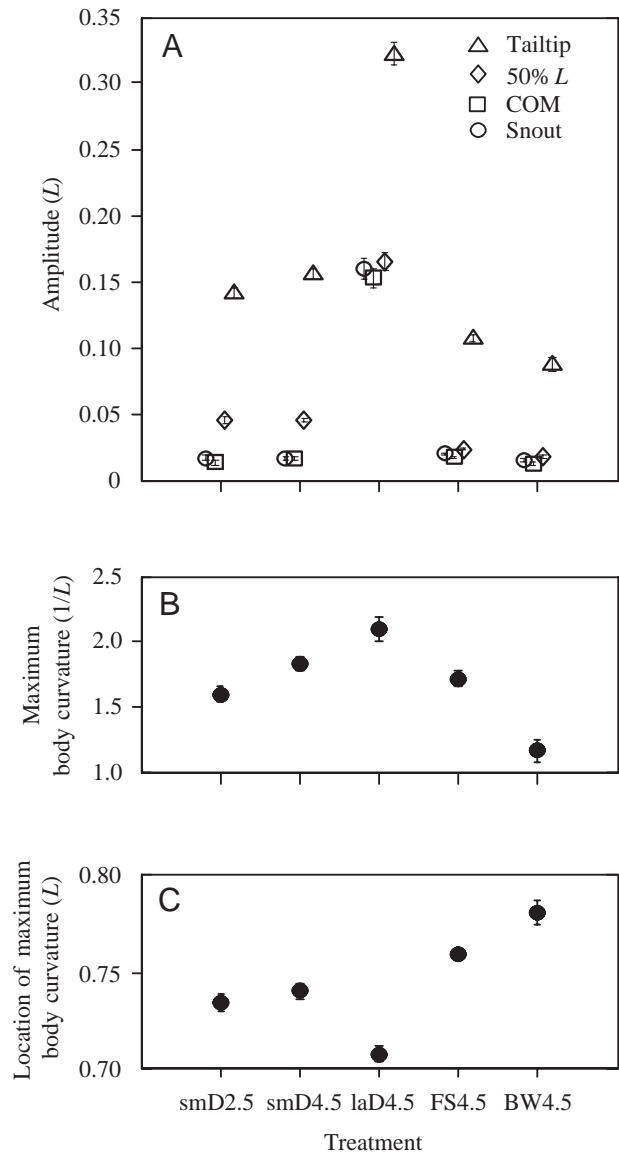 A
Tailtip
50% L
COM
Snout
0.35
0.30
0.25
0.20
0.15
0.10
0.05
0
Amplitude (L)
B
2.5
2.0
1.5
1.0
Maximum
body curvature (1/L)
C
0.80
0.75
0.70
Location of maximum
body curvature (L)
smD2.5 smD4.5 laD4.5 FS4.5 BW4.5
Treatment